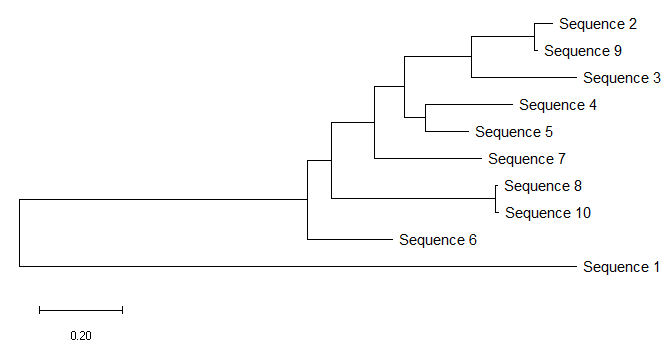 Sequence 2
Sequence 9
Sequence 3
Sequence 4
Sequence 5
Sequence 7
Sequence 8
Sequence 10
Sequence 6
Sequence 1
0.20